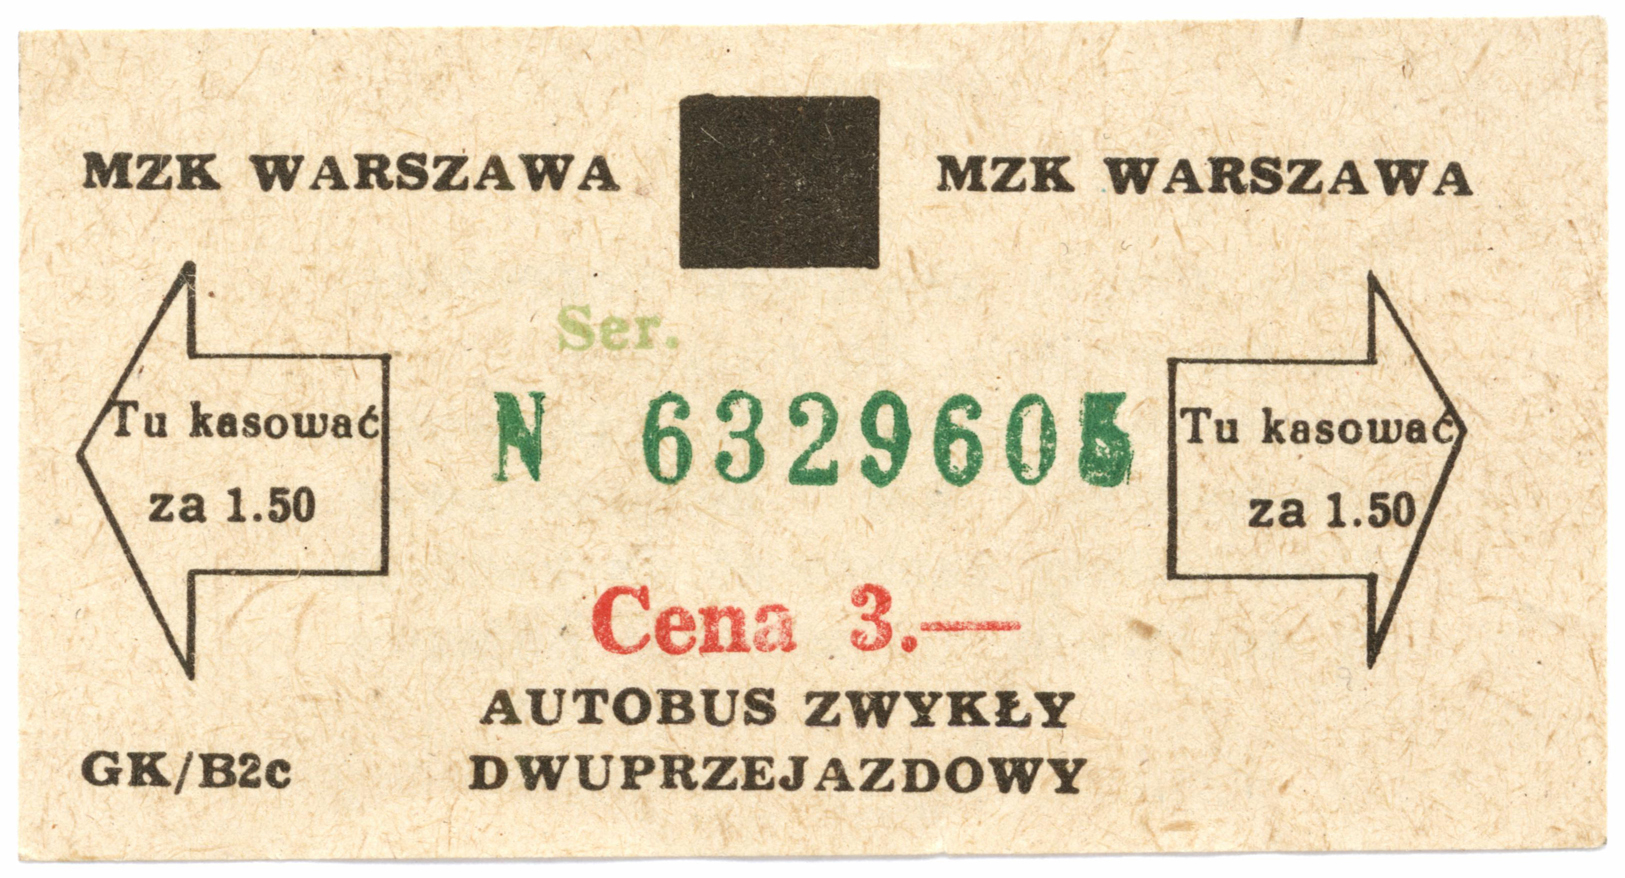 MZK WARSZAWA MZK WARSZAWA
Ser.
Tu kasować
za 1.50
N 6329605
Tu kasować
za 1.50
Cena 3.—
AUTOBUS ZWYKŁY
GK/B2c DWUPRZEJAZDOWY